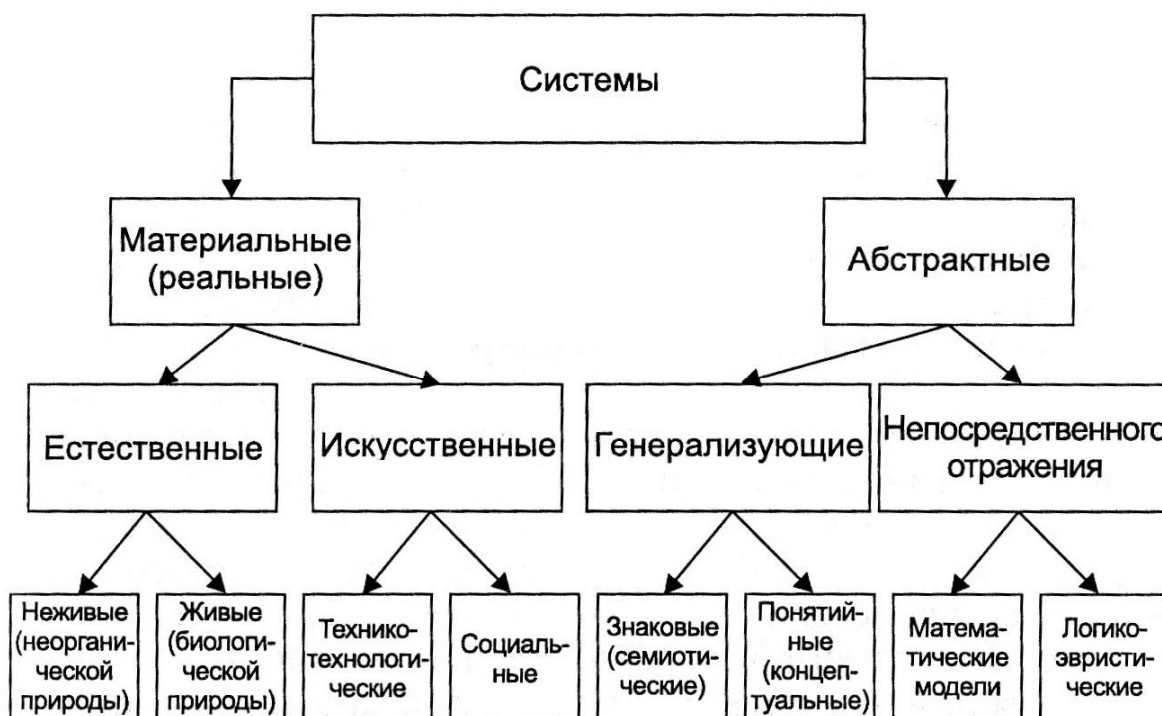 Системы
Материальные
(реальные)
Абстрактные
Естественные
Искусственные
Генерализующие
Непосредственного
отражения
Неживые
(неоргани-
ческой
природы)
Живые
(биологи-
ческой
природы)
Технико-
технологи-
ческие
Социаль-
ные
Знаковые
(семиоти-
ческие)
Понятий-
ные
(концеп-
туальные)
Матема-
тические
модели
Логико-
эвристи-
ческие